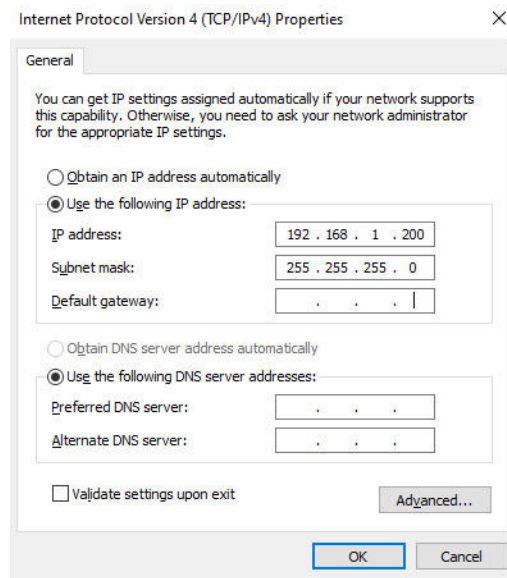 Internet Protocol Version 4 (TCP/IPv4) Properties
General
You can get IP settings assigned automatically if your network supports
this capability. Otherwise, you need to ask your network administrator
for the appropriate IP settings.
Obtain an IP address automatically
Use the following IP address:
IP address: 192 . 168 . 1 . 200
Subnet mask: 255 . 255 . 255 . 0
Default gateway: . . .
Obtain DNS server address automatically
Use the following DNS server addresses:
Preferred DNS server: . . .
Alternate DNS server: . . .
Validate settings upon exit
Advanced...
OK Cancel